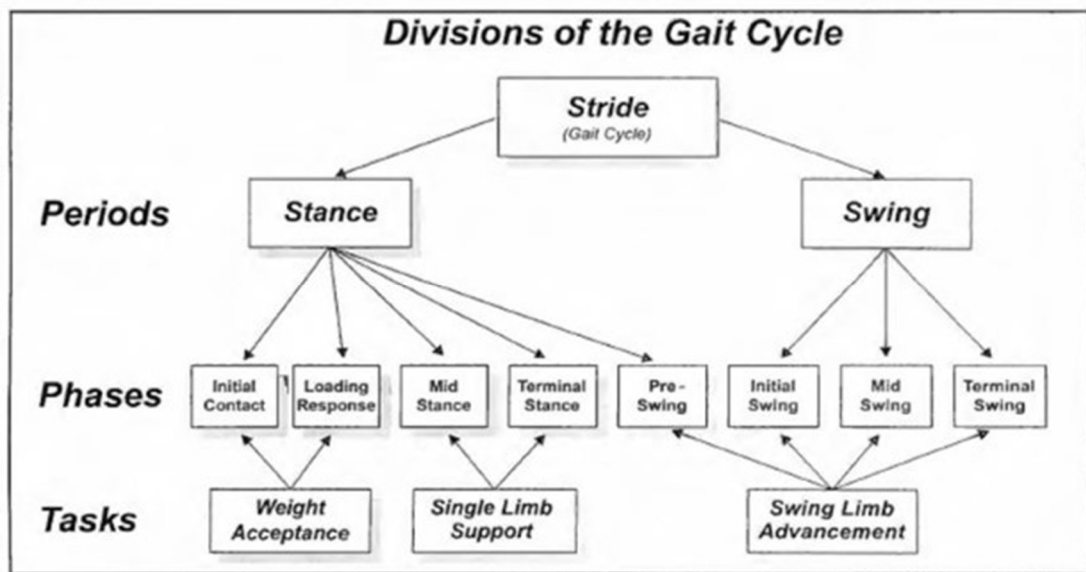 Divisions of the Gait Cycle
Stride
(Gait Cycle)
Periods
Stance
Swing
Phases
Initial
Contact
Loading
Response
Mid
Stance
Terminal
Stance
Pre -
Swing
Initial
Swing
Mid
Swing
Terminal
Swing
Tasks
Weight
Acceptance
Single Limb
Support
Swing Limb
Advancement